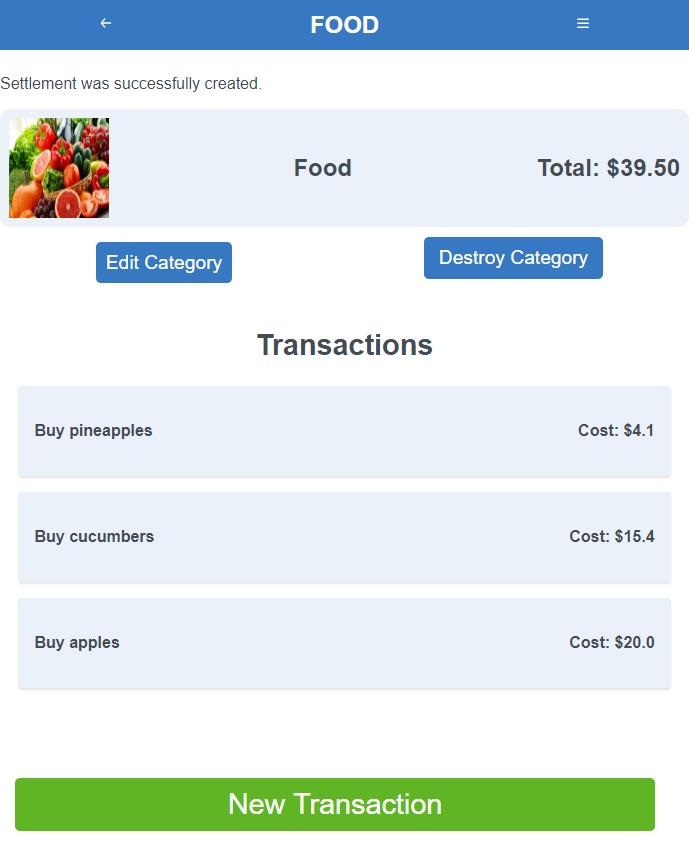 FOOD
Settlement was successfully created.
Food
Total: $39.50
Edit Category
Destroy Category
Transactions
Buy pineapples
Cost: $4.1
Buy cucumbers
Cost: $15.4
Buy apples
Cost: $20.0
New Transaction